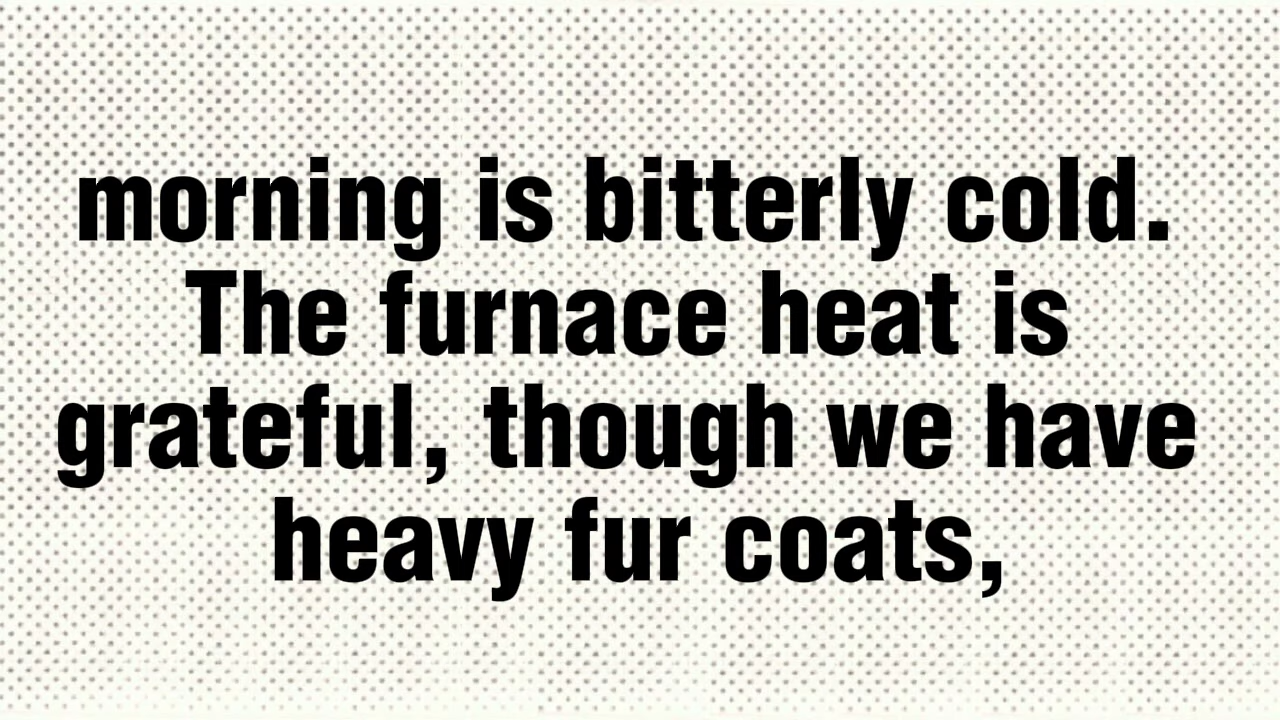 morning is bitterly cold.
The furnace heat is
grateful, though we have
heavy fur coats,